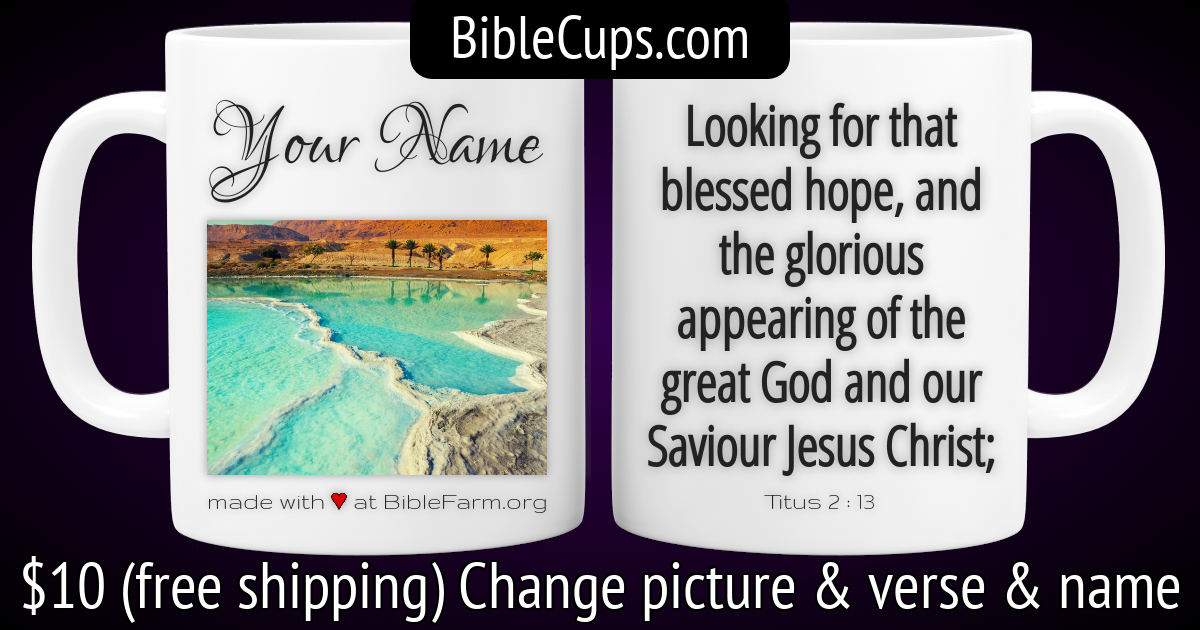 BibleCups.com
Your Name
made with ♥ at BibleFarm.org
Looking for that
blessed hope, and
the glorious
appearing of the
great God and our
Saviour Jesus Christ;
Titus 2 : 13
$10 (free shipping) Change picture & verse & name